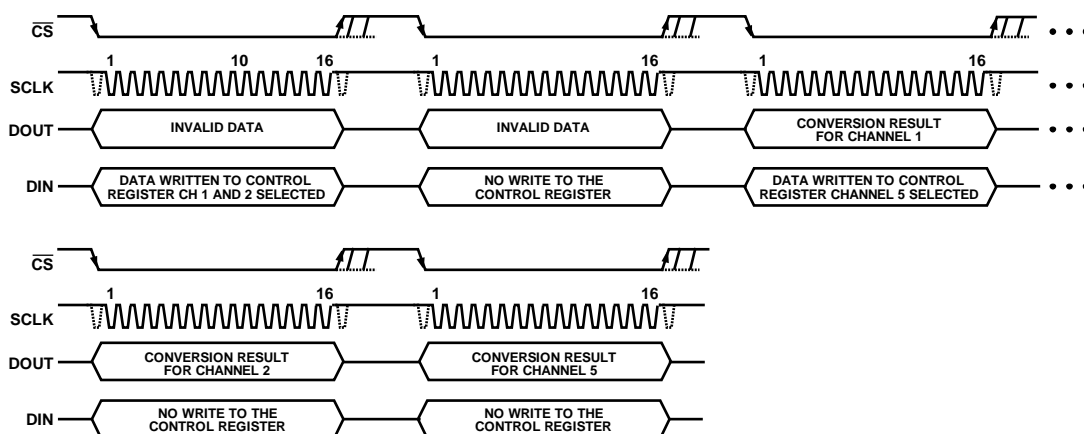 CS
1 10 16 1 16 1 16
SCLK
DOUT INVALID DATA INVALID DATA CONVERSION RESULT
FOR CHANNEL 1
DIN DATA WRITTEN TO CONTROL
REGISTER CH 1 AND 2 SELECTED
NO WRITE TO THE
CONTROL REGISTER
DATA WRITTEN TO CONTROL
REGISTER CHANNEL 5 SELECTED
CS
1 16 1 16
SCLK
DOUT CONVERSION RESULT
FOR CHANNEL 2
CONVERSION RESULT
FOR CHANNEL 5
DIN NO WRITE TO THE
CONTROL REGISTER
NO WRITE TO THE
CONTROL REGISTER